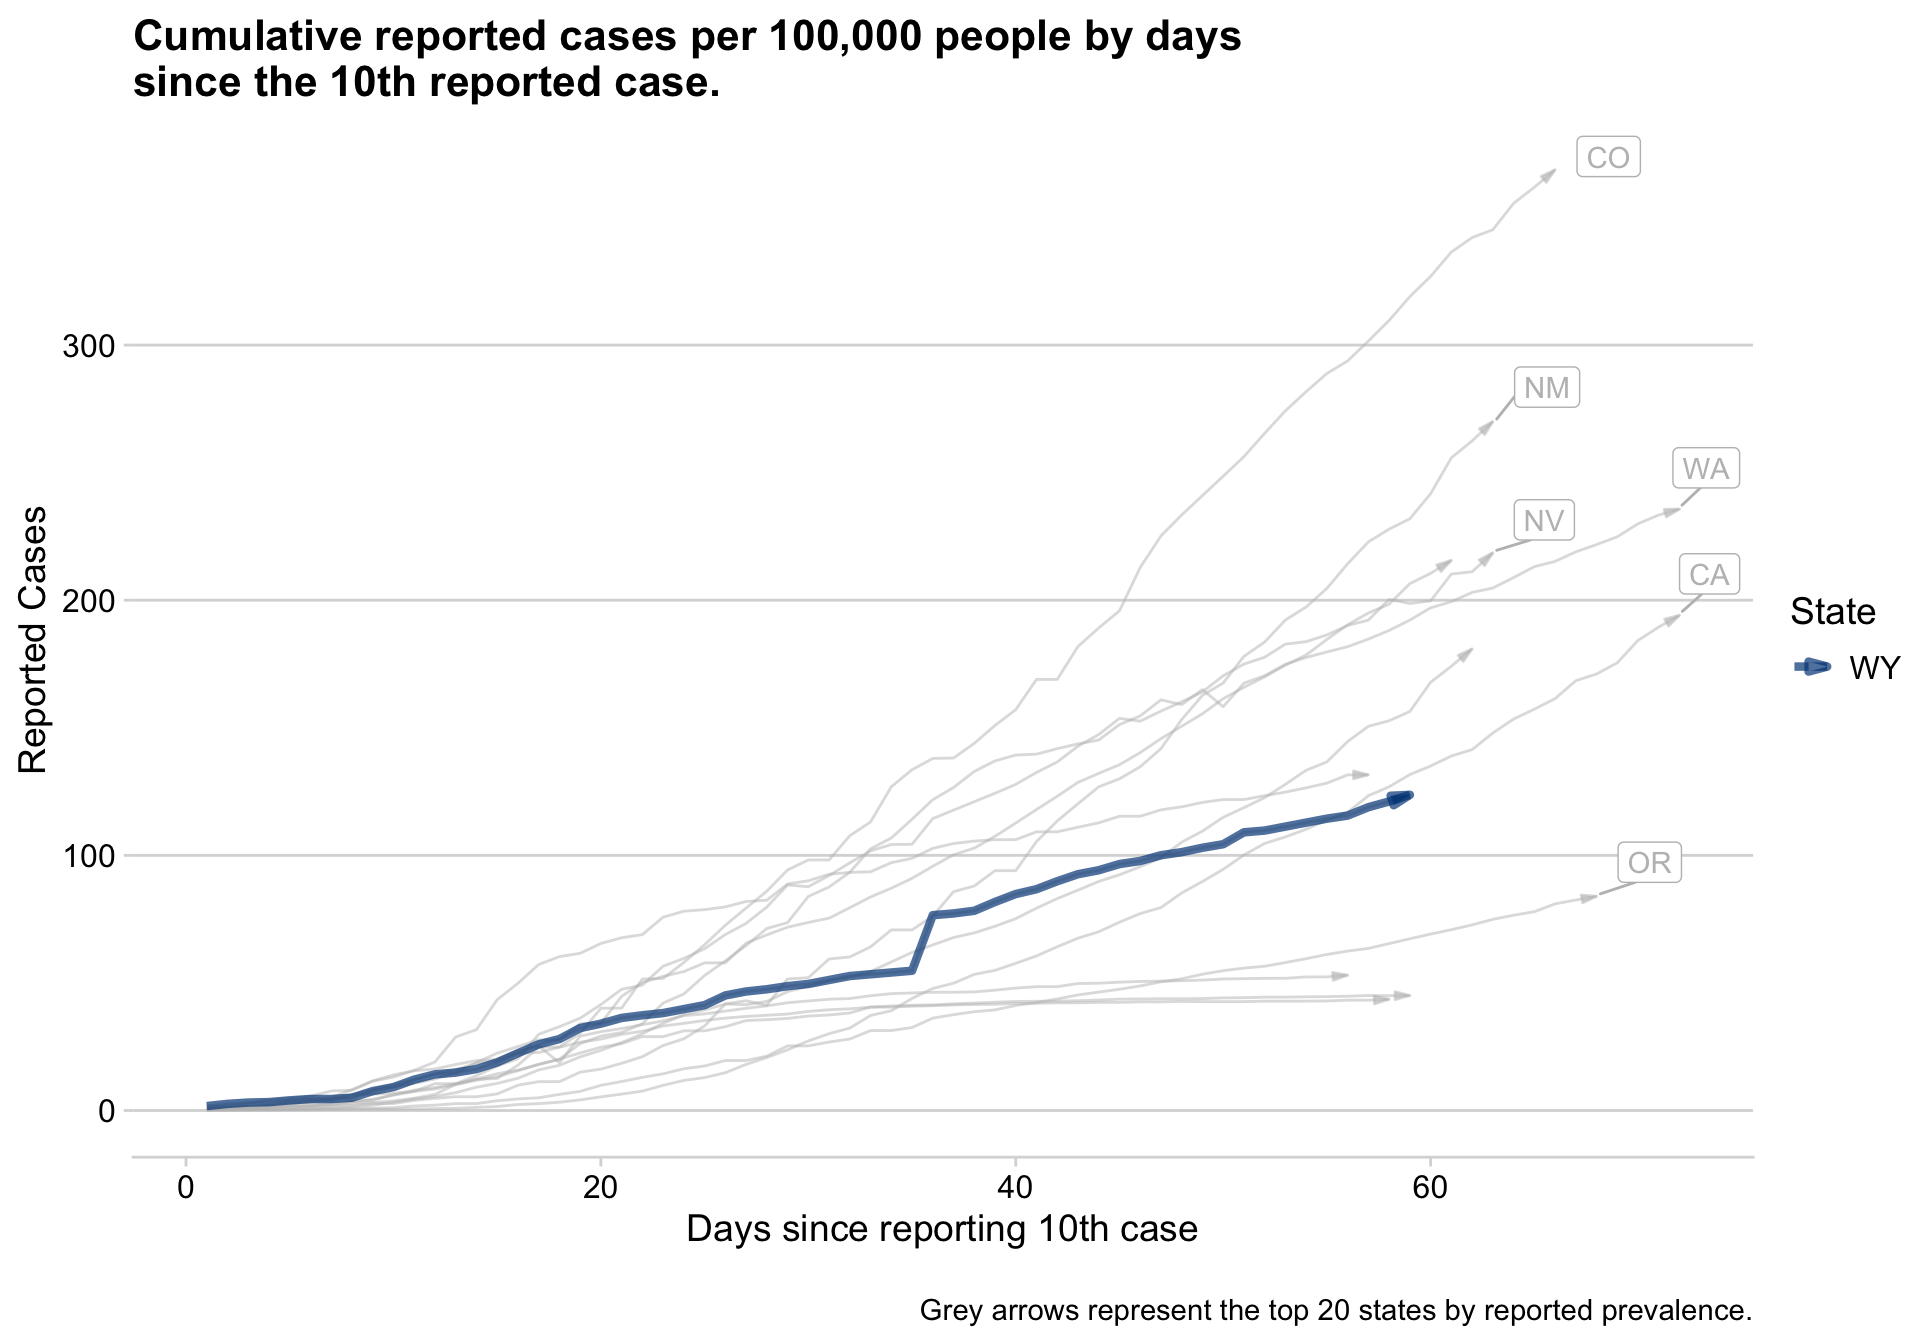 Cumulative reported cases per 100,000 people by days
since the 10th reported case.
CO
300
NM
WA
NV
CA
200
Reported Cases
State
WY
100
OR
0
0 20 40 60
Days since reporting 10th case
Grey arrows represent the top 20 states by reported prevalence.